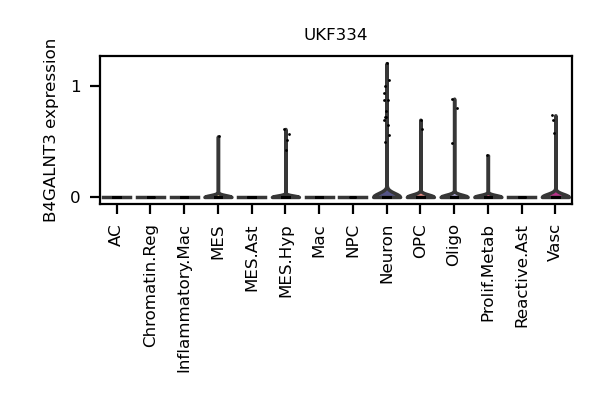 UKF334
B4GALNT3 expression
1
0
AC
Chromatin.Reg
Inflammatory.Mac
MES
MES.Ast
MES.Hyp
Mac
NPC
Neuron
OPC
Oligo
Prolif.Metab
Reactive.Ast
Vasc